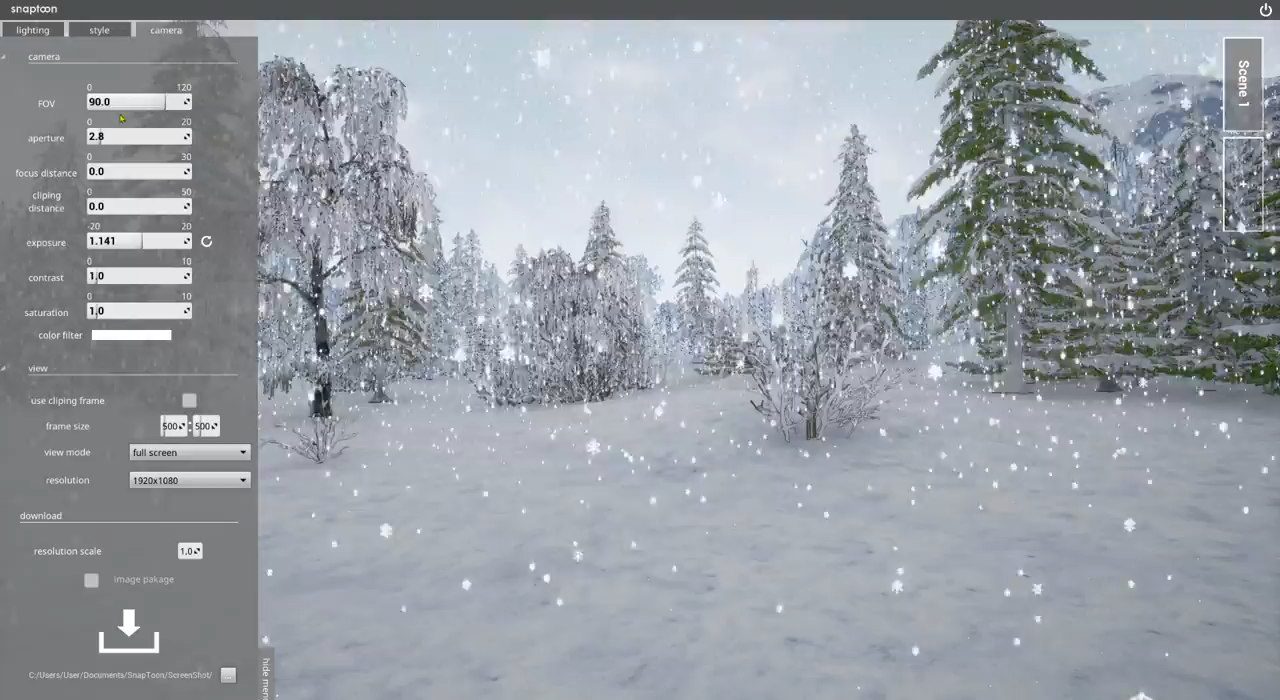 snaptoon
lighting style camera
camera
0 120
FOV 90.0
0 20
aperture 2.8
0 30
focus distance 0.0
0 50
cliping distance 0.0
-20 20
exposure 1.141
0 10
contrast 1.0
0 10
saturation 1.0
color filter
view
use cliping frame
frame size 500 : 500
view mode full screen
resolution 1920x1080
download
resolution scale 1.0
image pakage
C:/Users/User/Documents/SnapToon/ScreenShot/ ...
hide menu
Scene 1
+